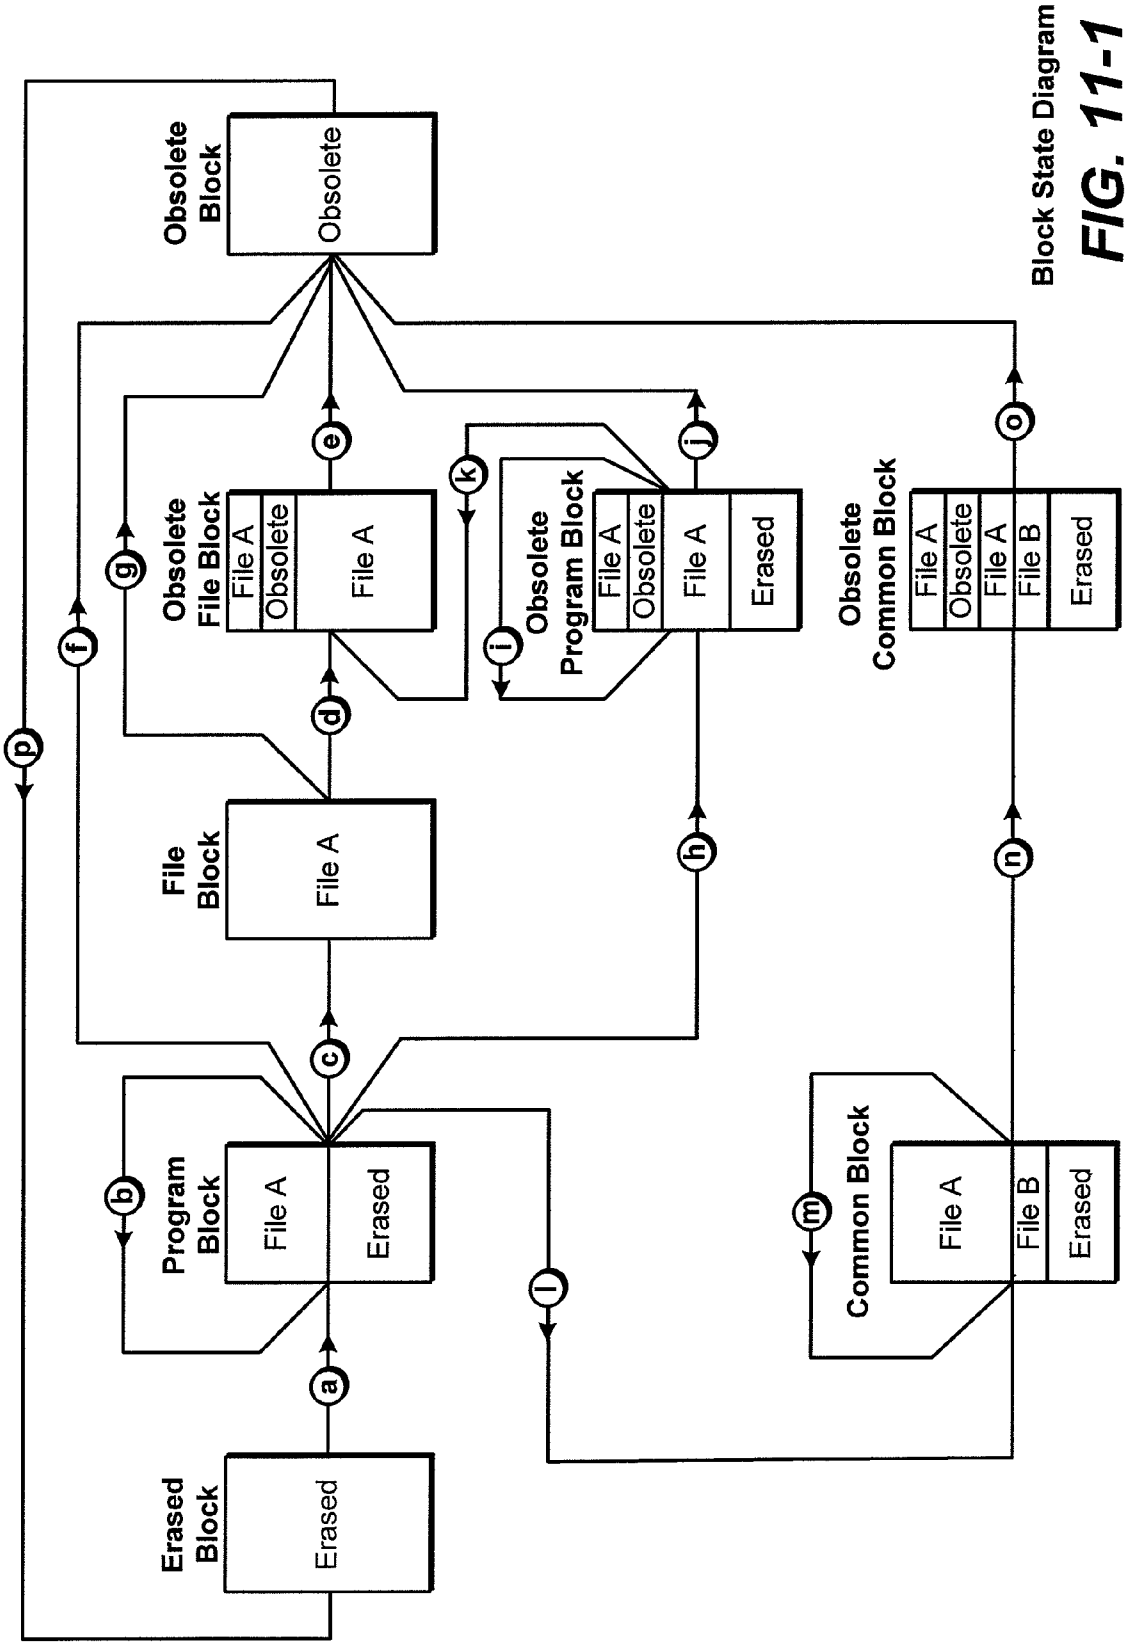 p
f
b
g
Erased
Block
Erased
a
Program
Block
File A
Erased
c
File
Block
File A
d
Obsolete
File Block
File A
Obsolete
File A
e
Obsolete
Block
Obsolete
k
i
l
Obsolete
Program Block
File A
Obsolete
File A
Erased
h
j
m
Common Block
File A
File B
Erased
n
Obsolete
Common Block
File A
Obsolete
File A
File B
Erased
o
Block State Diagram
FIG. 11-1